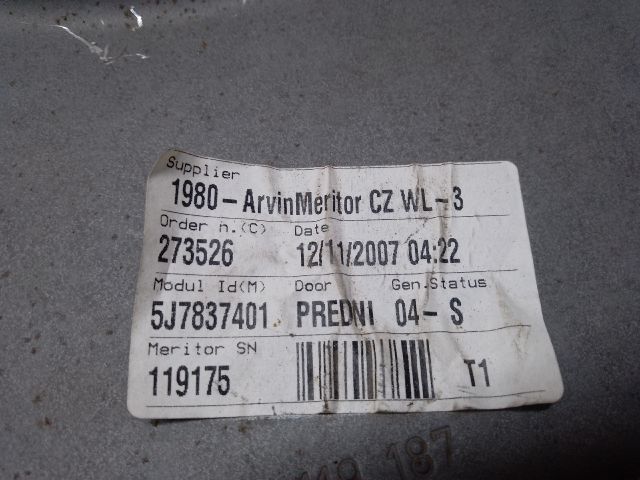 Supplier
1980-ArvinMeritor CZ WL-3
Order n.(C) Date
273526 12/11/2007 04:22
Modul Id(M) Door Gen.Status
5J7837401 PREDNI 04-S
Meritor SN
119175 T1
187